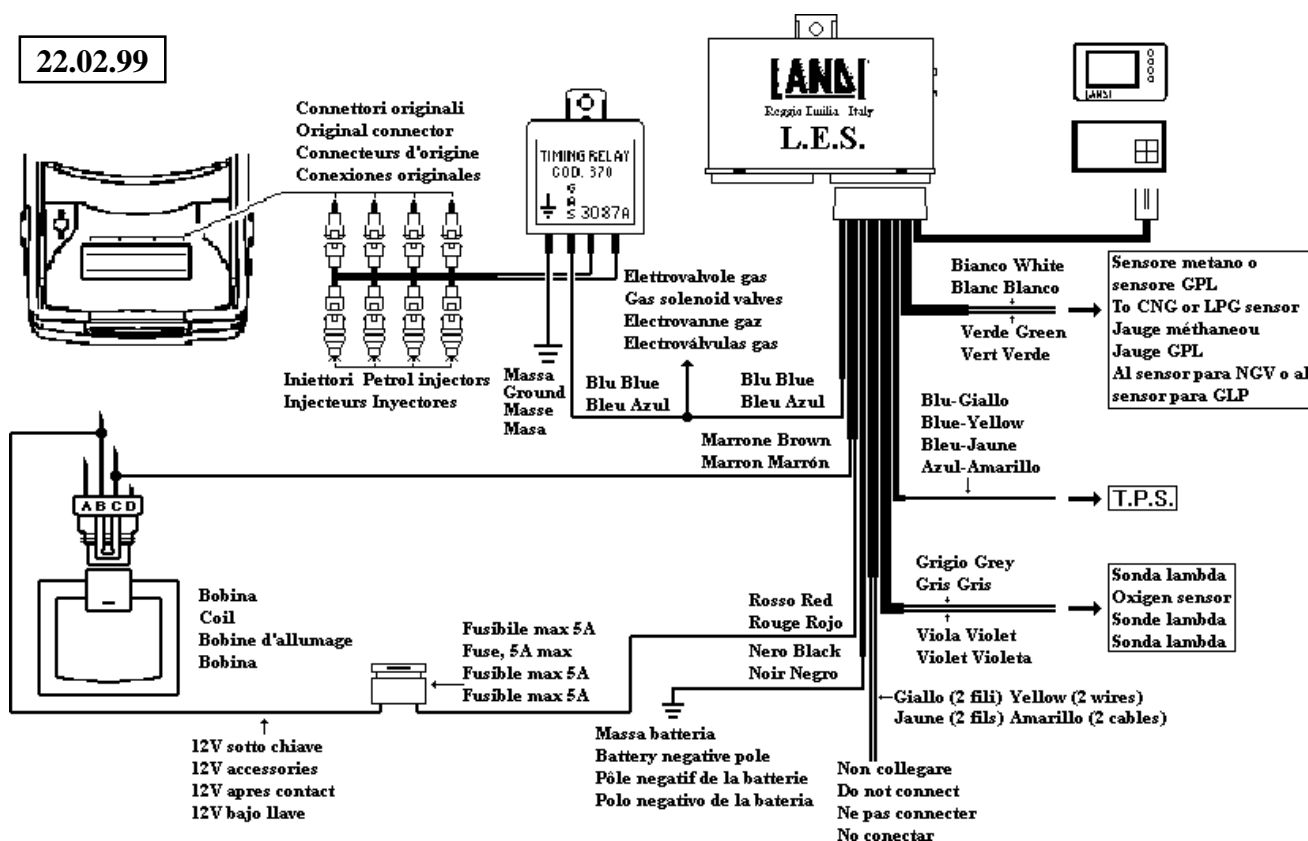 22.02.99
Connettori originali
Original connector
Connecteurs d'origine
Conexiones originales
TIMING RELAY
COD. 370
G
A
S 3087A
LANDI
Reggio Emilia Italy
L.E.S.
LANDI
Elettrovalvole gas
Gas solenoid valves
Electrovanne gaz
Electroválvulas gas
Bianco White
Blanc Blanco
Verde Green
Vert Verde
Sensore metano o
sensore GPL
To CNG or LPG sensor
Jauge méthaneou
Jauge GPL
Al sensor para NGV o al
sensor para GLP
Iniettori Petrol injectors
Injecteurs Inyectores
Massa
Ground
Masse
Masa
Blu Blue
Bleu Azul
Blu Blue
Bleu Azul
Blu-Giallo
Blue-Yellow
Bleu-Jaune
Azul-Amarillo
T.P.S.
Marrone Brown
Marron Marrón
A B C D
Bobina
Coil
Bobine d'allumage
Bobina
Fusibile max 5A
Fuse, 5A max
Fusible max 5A
Fusible max 5A
Rosso Red
Rouge Rojo
Nero Black
Noir Negro
Grigio Grey
Gris Gris
Viola Violet
Violet Violeta
Sonda lambda
Oxigen sensor
Sonde lambda
Sonda lambda
Giallo (2 fili) Yellow (2 wires)
Jaune (2 fils) Amarillo (2 cables)
12V sotto chiave
12V accessories
12V apres contact
12V bajo llave
Massa batteria
Battery negative pole
Pôle negatif de la batterie
Polo negativo de la bateria
Non collegare
Do not connect
Ne pas connecter
No conectar